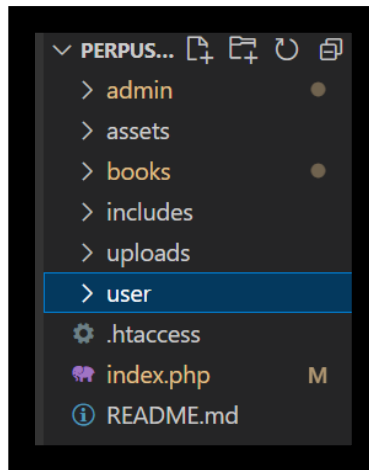 PERPUS...
admin
assets
books
includes
uploads
user
.htaccess
index.php M
README.md